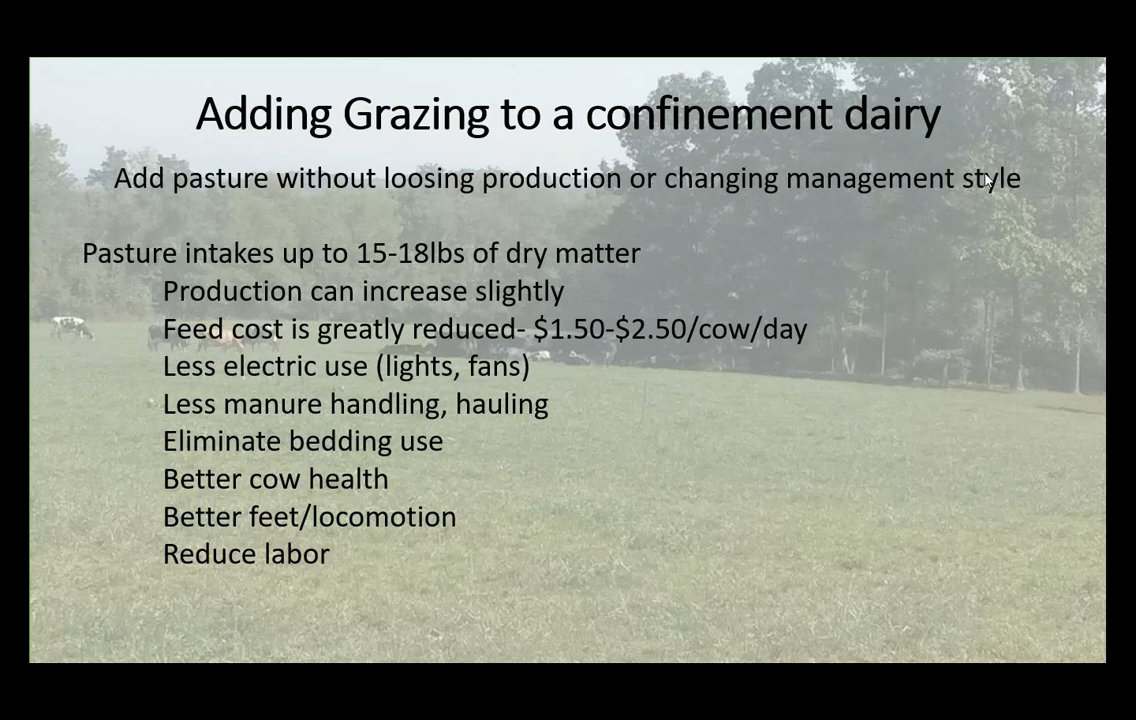 Adding Grazing to a confinement dairy
Add pasture without loosing production or changing management style
Pasture intakes up to 15-18lbs of dry matter
Production can increase slightly
Feed cost is greatly reduced- $1.50-$2.50/cow/day
Less electric use (lights, fans)
Less manure handling, hauling
Eliminate bedding use
Better cow health
Better feet/locomotion
Reduce labor